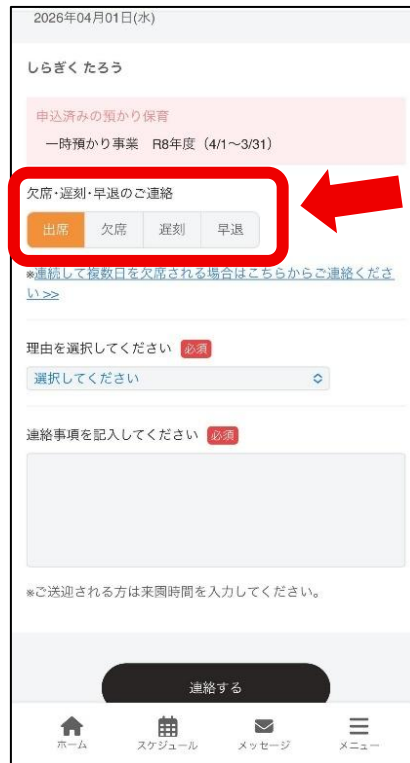 2026年04月01日(水)
しらぎく たろう
申込済みの預かり保育
一時預かり事業 R8年度（4/1～3/31）
欠席・遅刻・早退のご連絡
出席 欠席 遅刻 早退
※連続して複数日を欠席される場合はこちらからご連絡くださ
い >>
理由を選択してください 必須
選択してください
連絡事項を記入してください 必須
※ご送迎される方は来園時間を入力してください。
連絡する
ホーム スケジュール メッセージ メニュー